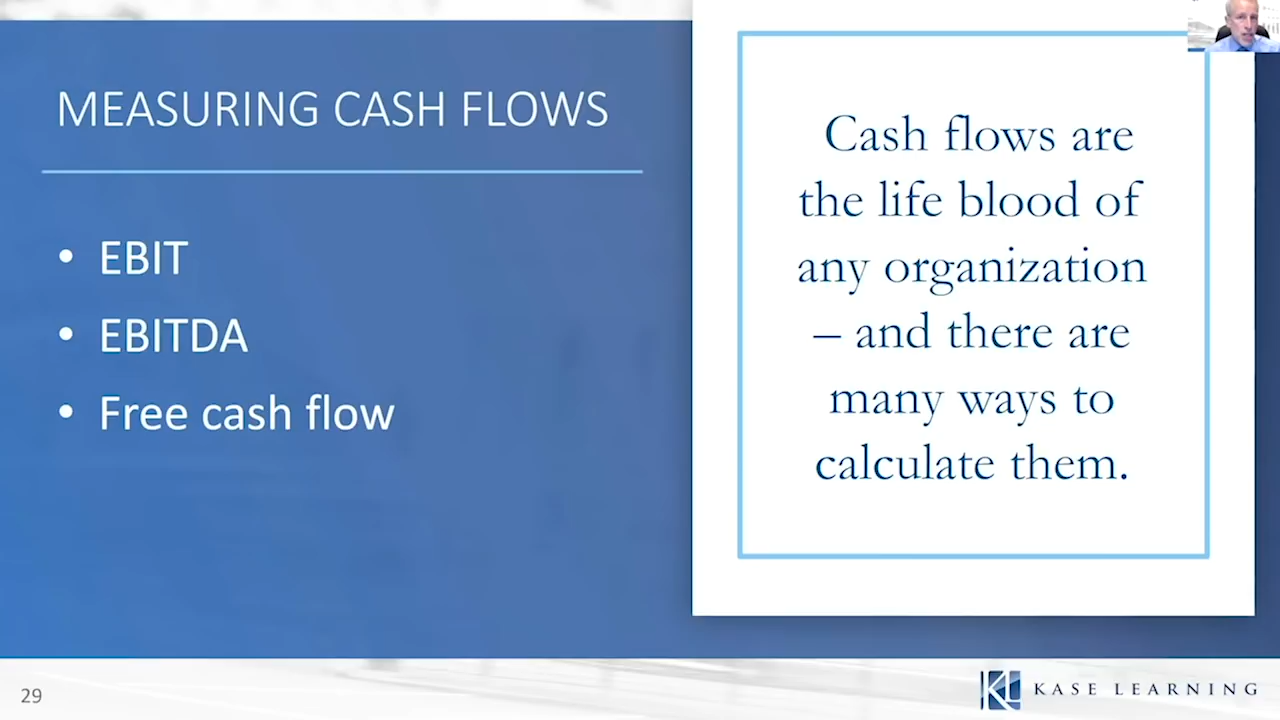 MEASURING CASH FLOWS
• EBIT
• EBITDA
• Free cash flow
Cash flows are
the life blood of
any organization
– and there are
many ways to
calculate them.
29
KL KASE LEARNING